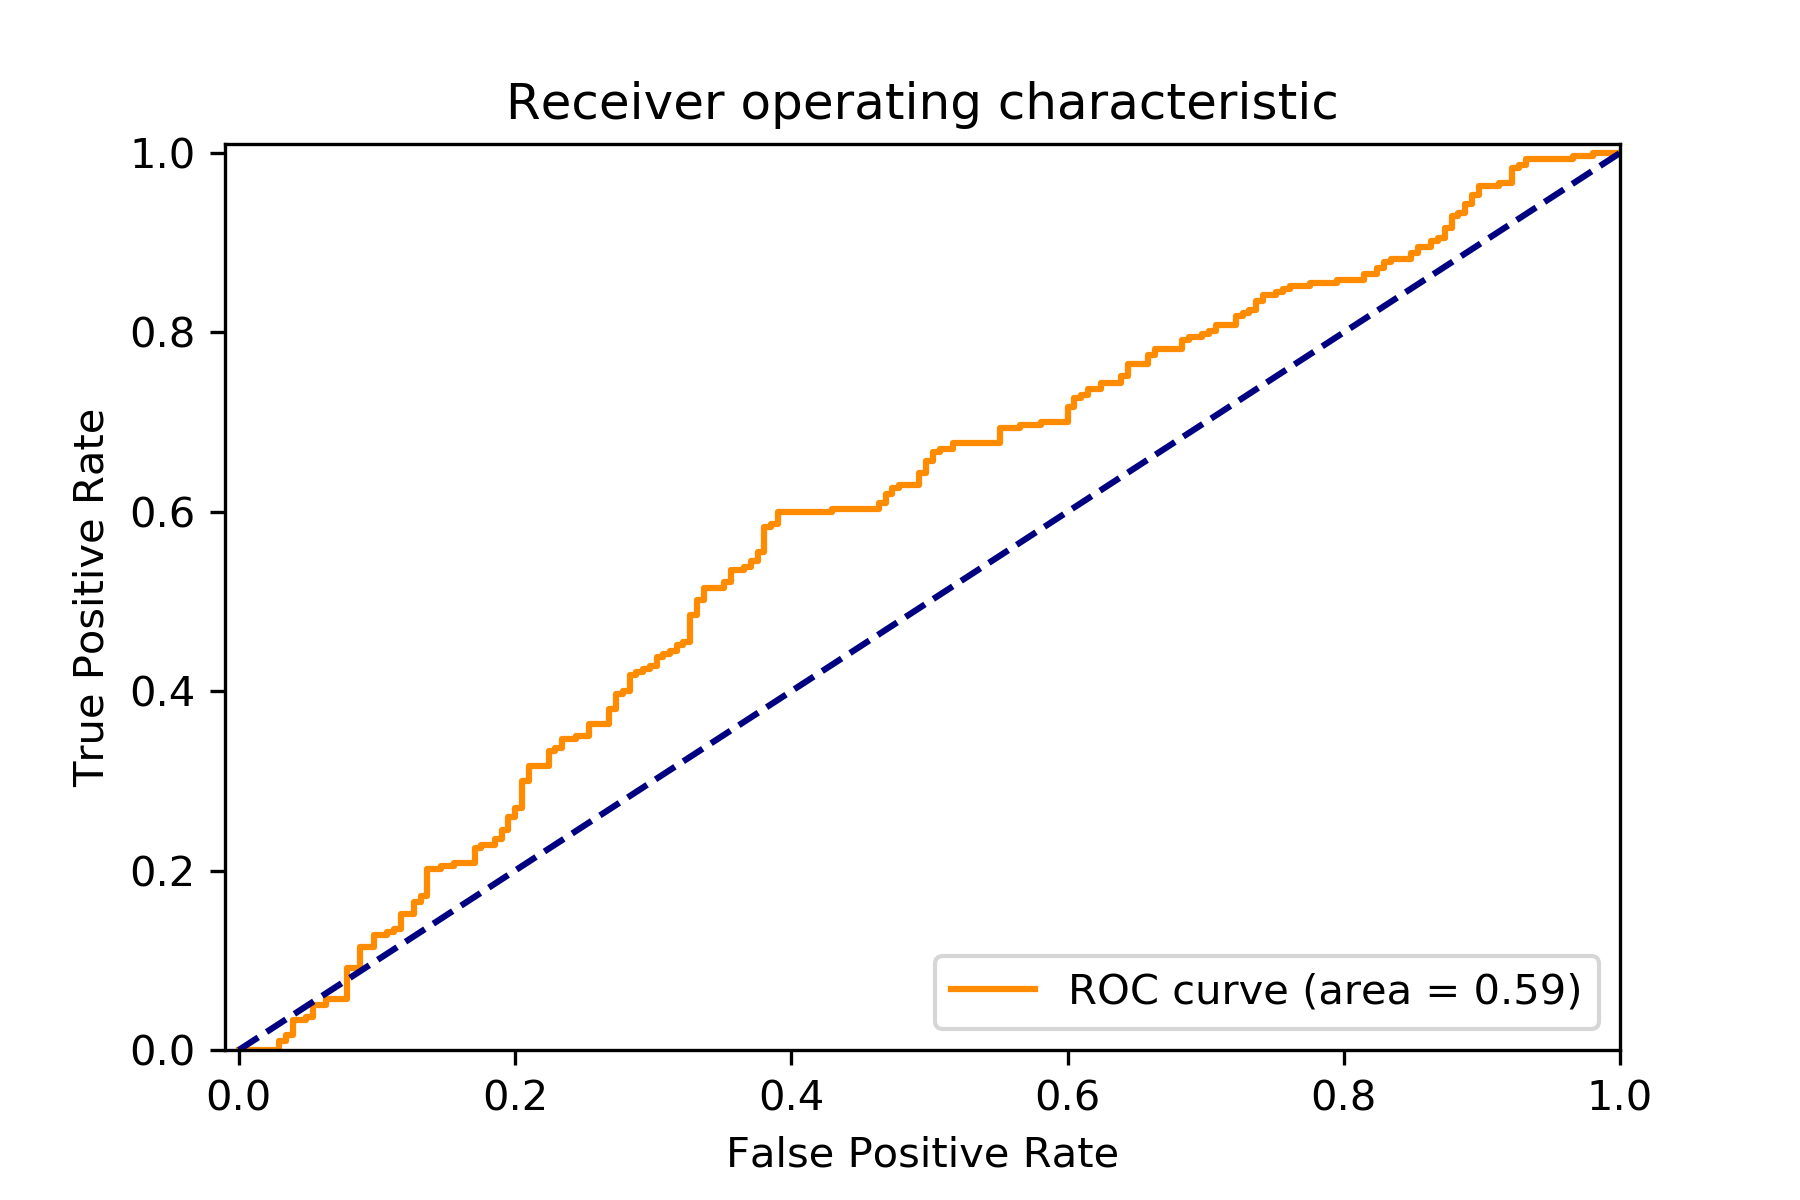 Receiver operating characteristic
True Positive Rate
1.0
0.8
0.6
0.4
0.2
0.0
ROC curve (area = 0.59)
0.0 0.2 0.4 0.6 0.8 1.0
False Positive Rate